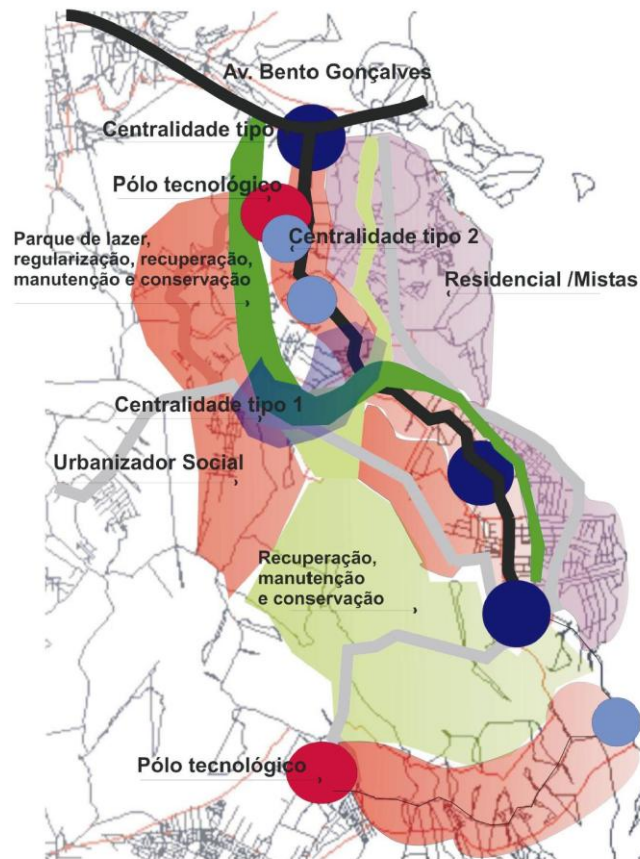 Av. Bento Gonçalves
Centralidade tipo
Pólo tecnológico
Parque de lazer,
regularização, recuperação,
manutenção e conservação
Centralidade tipo 2
Residencial /Mistas
Centralidade tipo 1
Urbanizador Social
Recuperação,
manutenção
e conservação
Pólo tecnológico